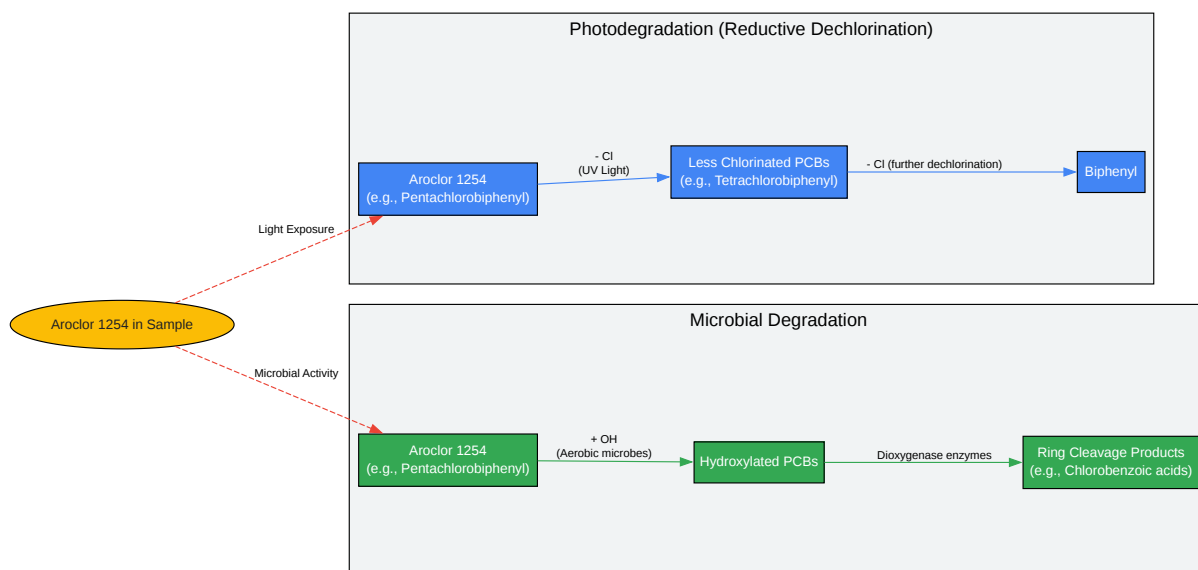 Photodegradation (Reductive Dechlorination)
Aroclor 1254
(e.g., Pentachlorobiphenyl)
- Cl
(UV Light)
Less Chlorinated PCBs
(e.g., Tetrachlorobiphenyl)
- Cl (further dechlorination)
Biphenyl
Light Exposure
Aroclor 1254 in Sample
Microbial Activity
Microbial Degradation
Aroclor 1254
(e.g., Pentachlorobiphenyl)
+ OH
(Aerobic microbes)
Hydroxylated PCBs
Dioxygenase enzymes
Ring Cleavage Products
(e.g., Chlorobenzoic acids)